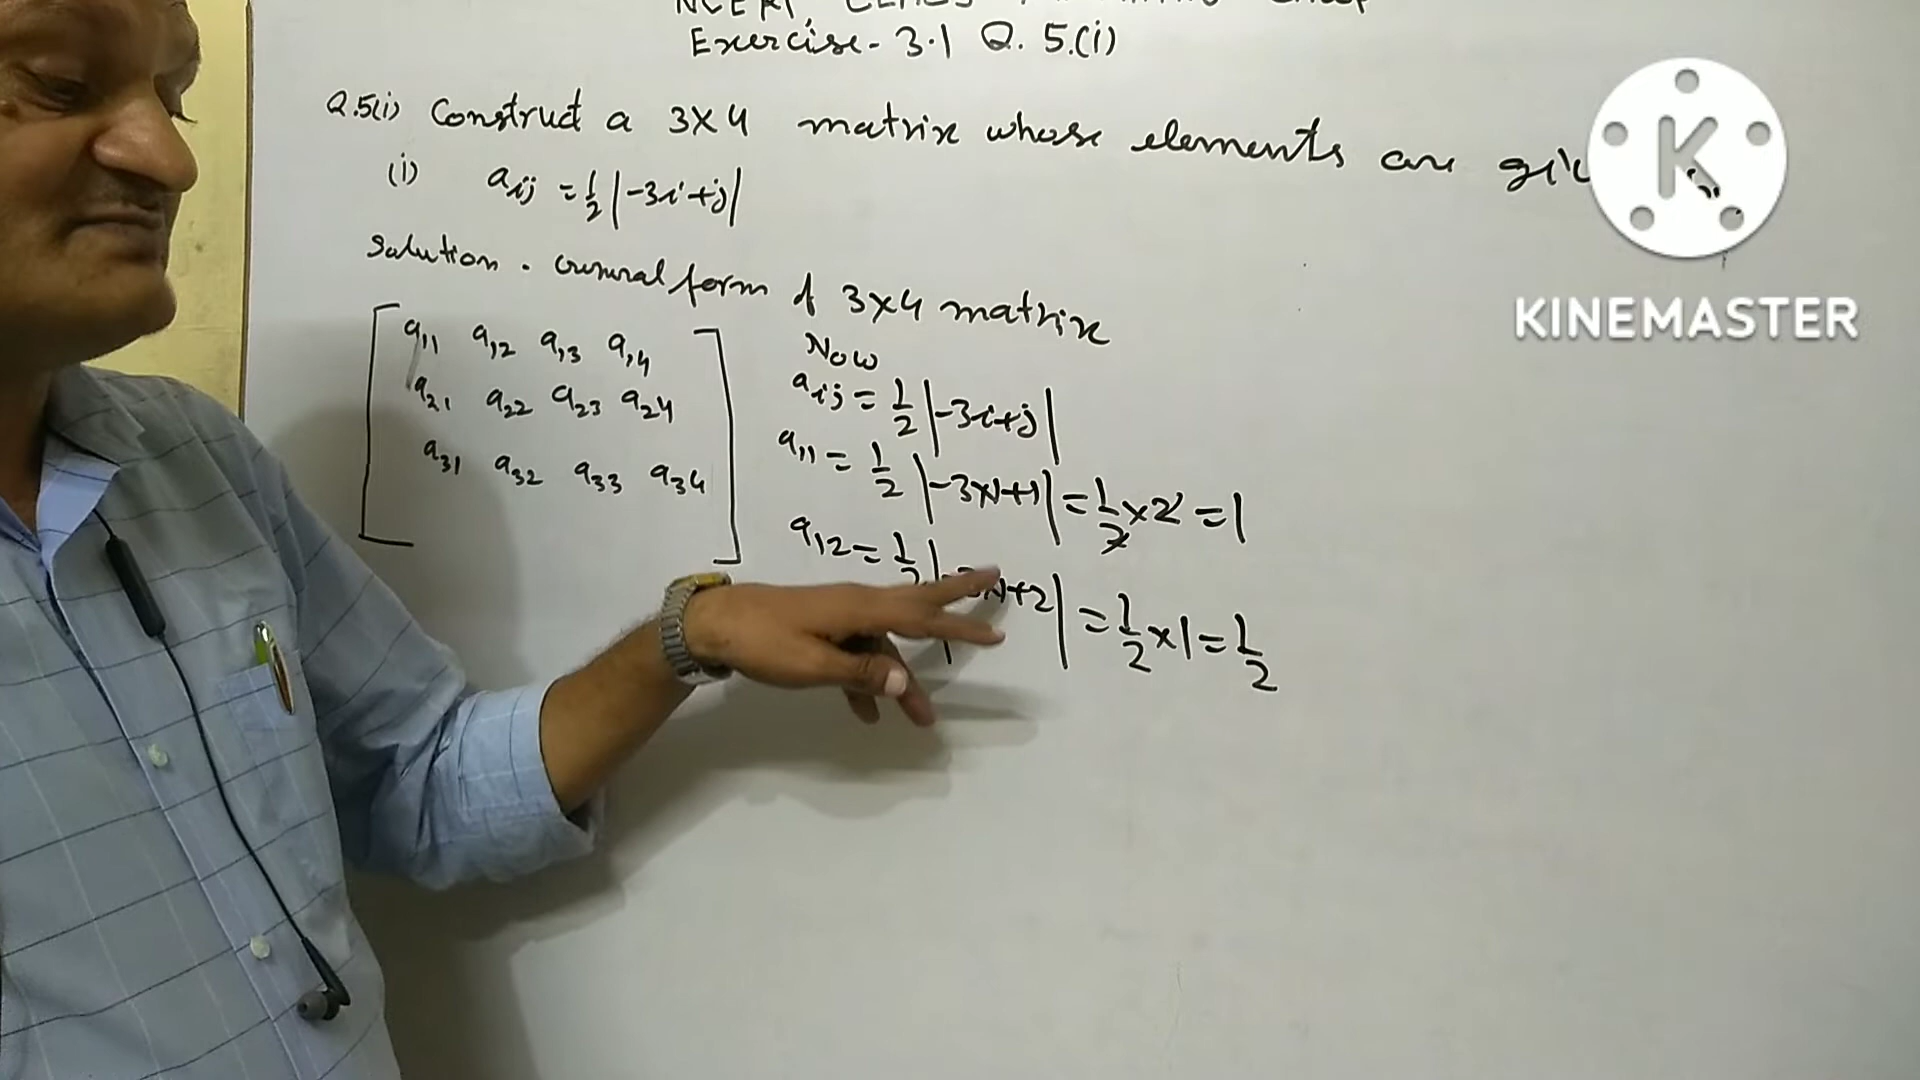 Exercise - 3.1 Q. 5.(i)
Q.5(i) Construct a 3×4 matrix whose elements are
(i) aij = 1/2 |-3i+j|
Solution. General form of 3×4 matrix
a11 a12 a13 a14
a21 a22 a23 a24
a31 a32 a33 a34
Now
aij = 1/2 |-3i+j|
a11 = 1/2 |-3×1+1| = 1/2 × 2 = 1
a12 = 1/2 |-3×1+2| = 1/2 × 1 = 1/2
K
KINEMASTER